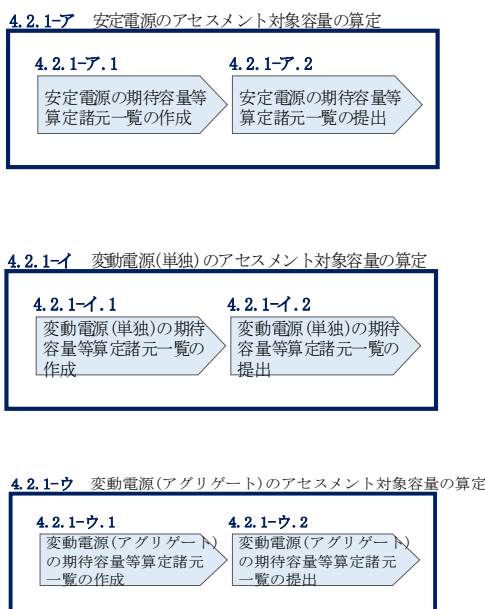 4.2.1-ア 安定電源のアセスメント対象容量の算定
4.2.1-ア.1
4.2.1-ア.2
安定電源の期待容量等
算定諸元一覧の作成
安定電源の期待容量等
算定諸元一覧の提出
4.2.1-イ 変動電源(単独)のアセスメント対象容量の算定
4.2.1-イ.1
4.2.1-イ.2
変動電源(単独)の期待
容量等算定諸元一覧の
作成
変動電源(単独)の期待
容量等算定諸元一覧の
提出
4.2.1-ウ 変動電源(アグリゲート)のアセスメント対象容量の算定
4.2.1-ウ.1
4.2.1-ウ.2
変動電源(アグリゲート)
の期待容量等算定諸元
一覧の作成
変動電源(アグリゲート)
の期待容量等算定諸元
一覧の提出